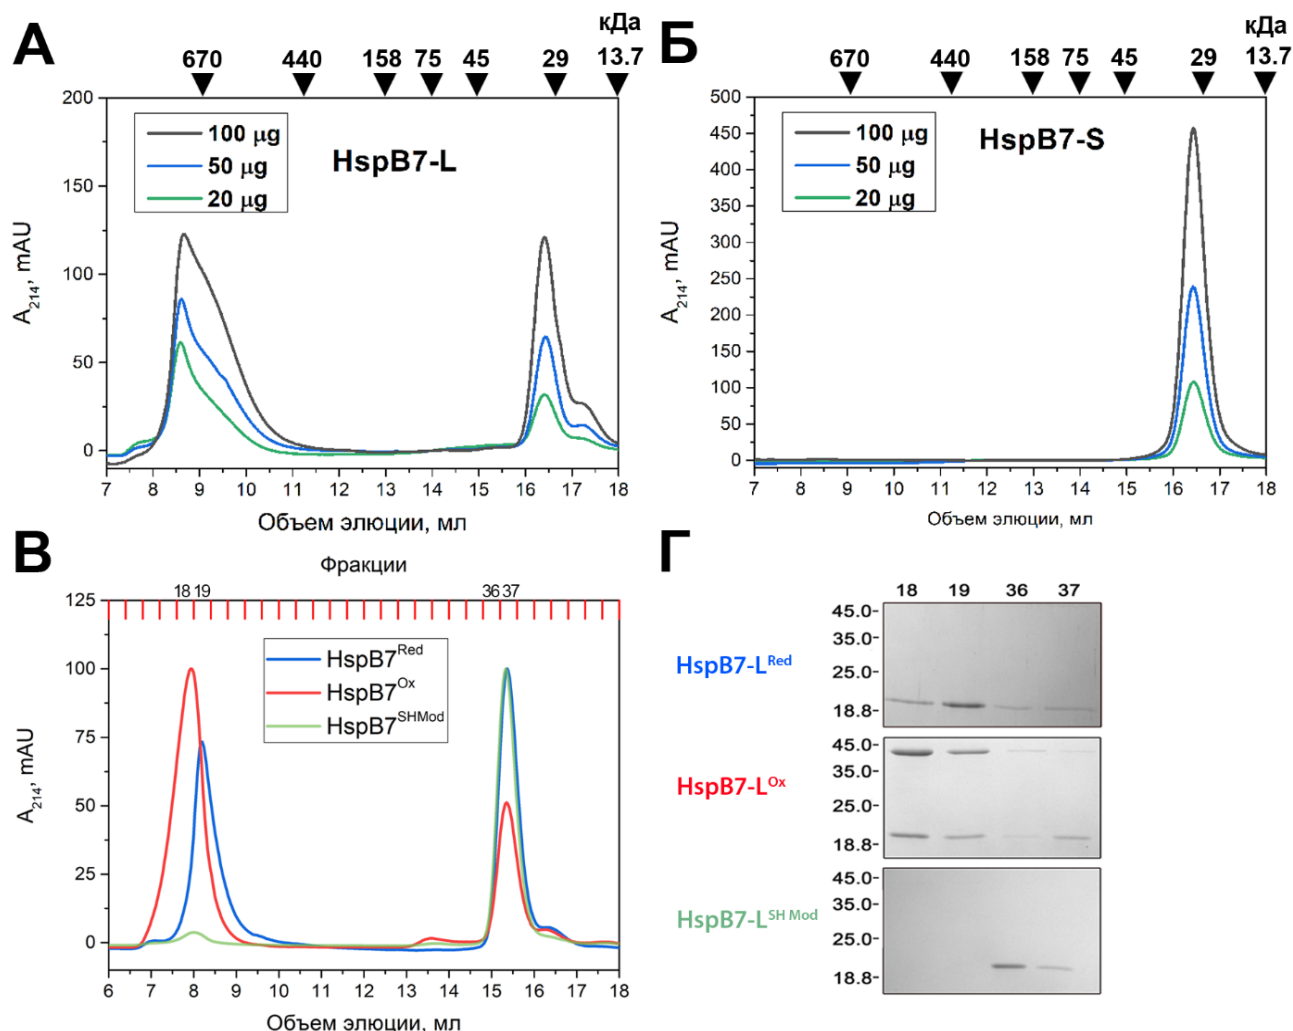 А
кДа
670 440 158 75 45 29 13.7
200
150
100
50
0
A214, mAU
100 µg
50 µg
20 µg
HspB7-L
7 8 9 10 11 12 13 14 15 16 17 18
Объем элюции, мл
Б
кДа
670 440 158 75 45 29 13.7
500
450
400
350
300
250
200
150
100
50
0
A214, mAU
100 µg
50 µg
20 µg
HspB7-S
7 8 9 10 11 12 13 14 15 16 17 18
Объем элюции, мл
В
Фракции
18 19 36 37
125
100
75
50
25
0
A214, mAU
HspB7Red
HspB7Ox
HspB7SHMod
6 7 8 9 10 11 12 13 14 15 16 17 18
Объем элюции, мл
Г
18 19 36 37
HspB7-LRed
45.0-
35.0-
25.0-
18.8-
HspB7-LOx
45.0-
35.0-
25.0-
18.8-
HspB7-LSH Mod
45.0-
35.0-
25.0-
18.8-